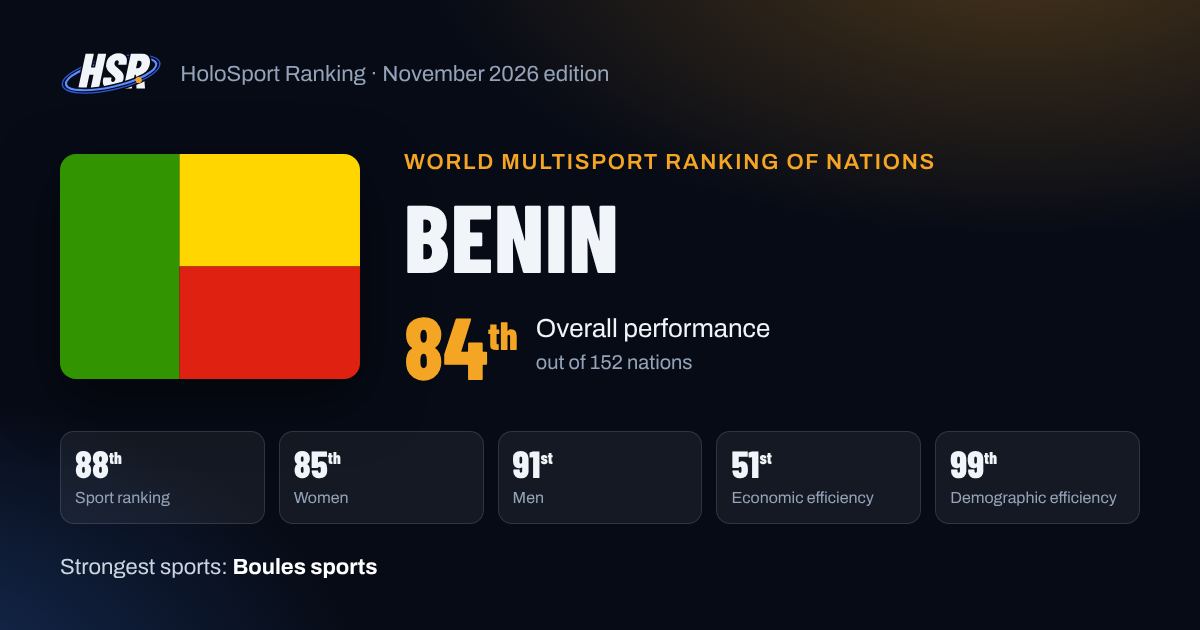 HSR HoloSport Ranking · November 2026 edition
WORLD MULTISPORT RANKING OF NATIONS
BENIN
84th Overall performance
out of 152 nations
88th
Sport ranking
85th
Women
91st
Men
51st
Economic efficiency
99th
Demographic efficiency
Strongest sports: Boules sports